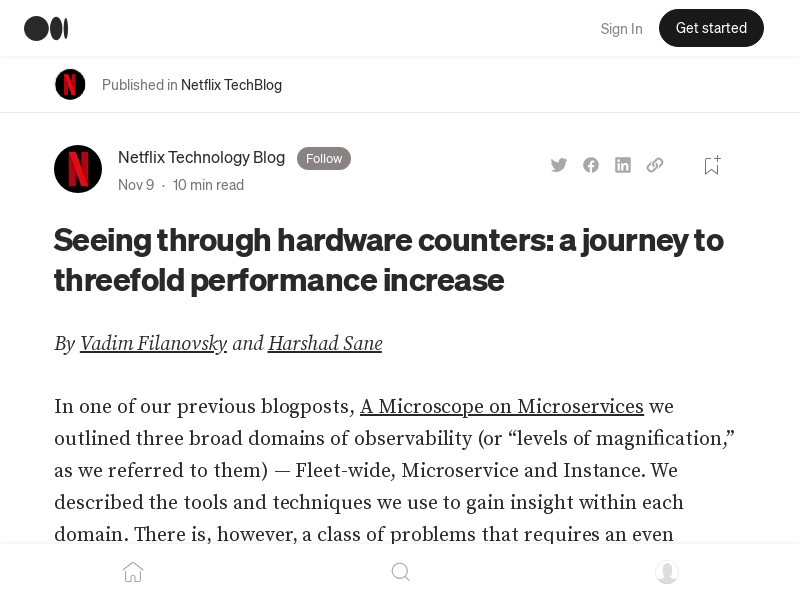 Sign In
Get started
Published in Netflix TechBlog
Netflix Technology Blog
Follow
Nov 9 · 10 min read
Seeing through hardware counters: a journey to
threefold performance increase
By Vadim Filanovsky and Harshad Sane
In one of our previous blogposts, A Microscope on Microservices we
outlined three broad domains of observability (or “levels of magnification,”
as we referred to them) — Fleet-wide, Microservice and Instance. We
described the tools and techniques we use to gain insight within each
domain. There is, however, a class of problems that requires an even